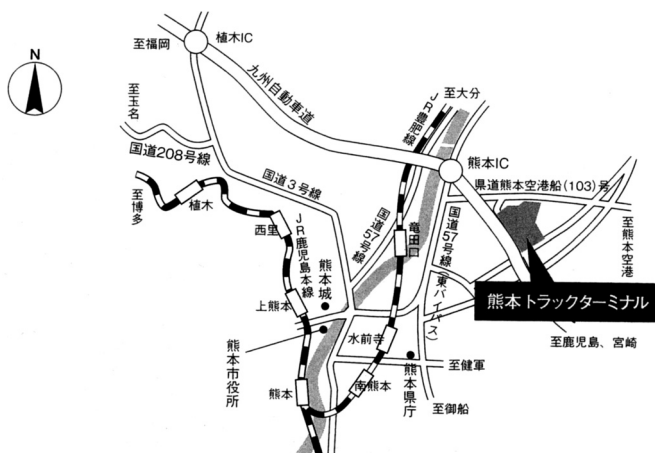 N
至福岡
植木IC
九州自動車道
至玉名
国道208号線
国道3号線
至博多
植木
西里
JR鹿児島本線
上熊本
熊本城
熊本市役所
熊本
JR豊肥線
至大分
熊本IC
県道熊本空港船(103)号
国道57号線
竜田口
国道57号線(東バイパス)
至熊本空港
熊本トラックターミナル
至鹿児島、宮崎
水前寺
南熊本
熊本県庁
至健軍
至御船